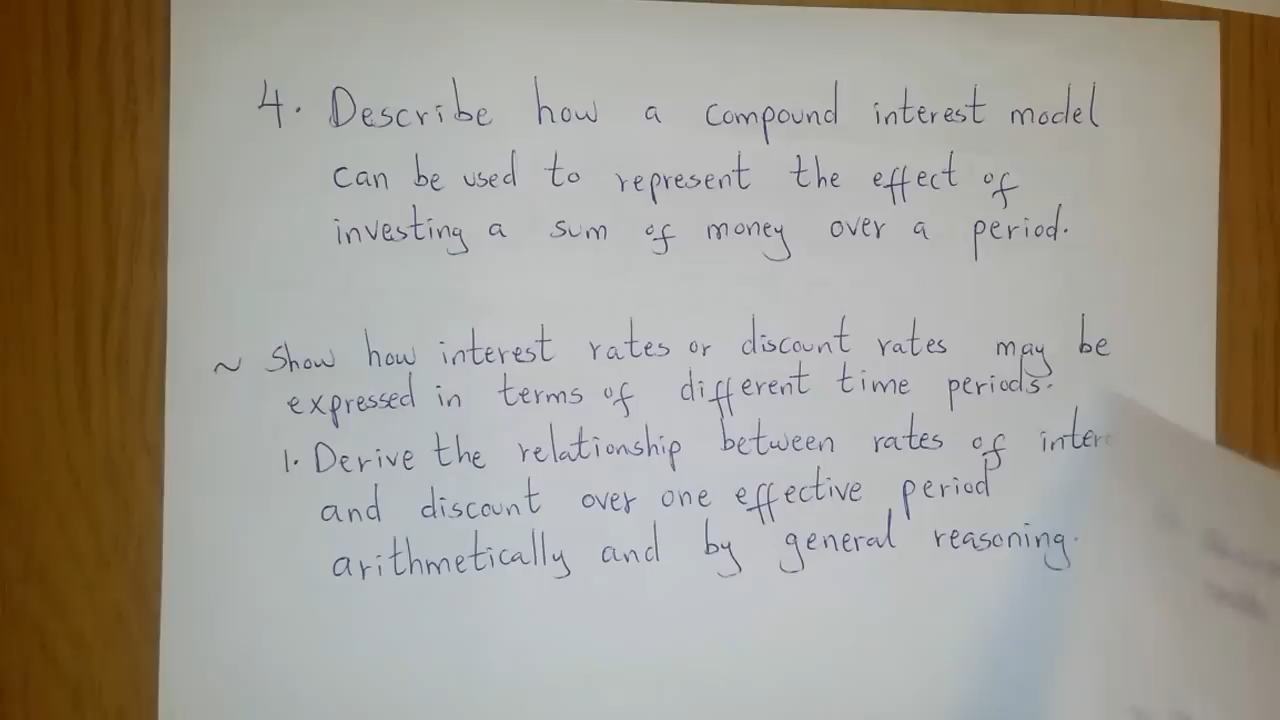 4. Describe how a compound interest model
can be used to represent the effect of
investing a sum of money over a period.
~ Show how interest rates or discount rates may be
expressed in terms of different time periods.
1. Derive the relationship between rates of
and discount over one effective period
arithmetically and by general reasoning.